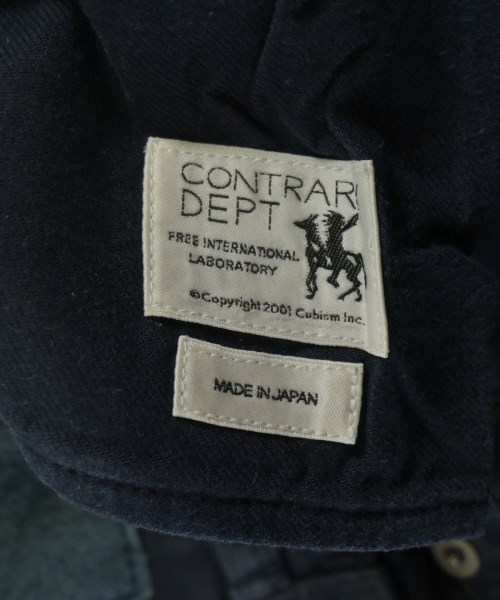 CONTRARI
DEPT
FREE INTERNATIONAL
LABORATORY
©Copyright 2001 Cubism Inc.
MADE IN JAPAN